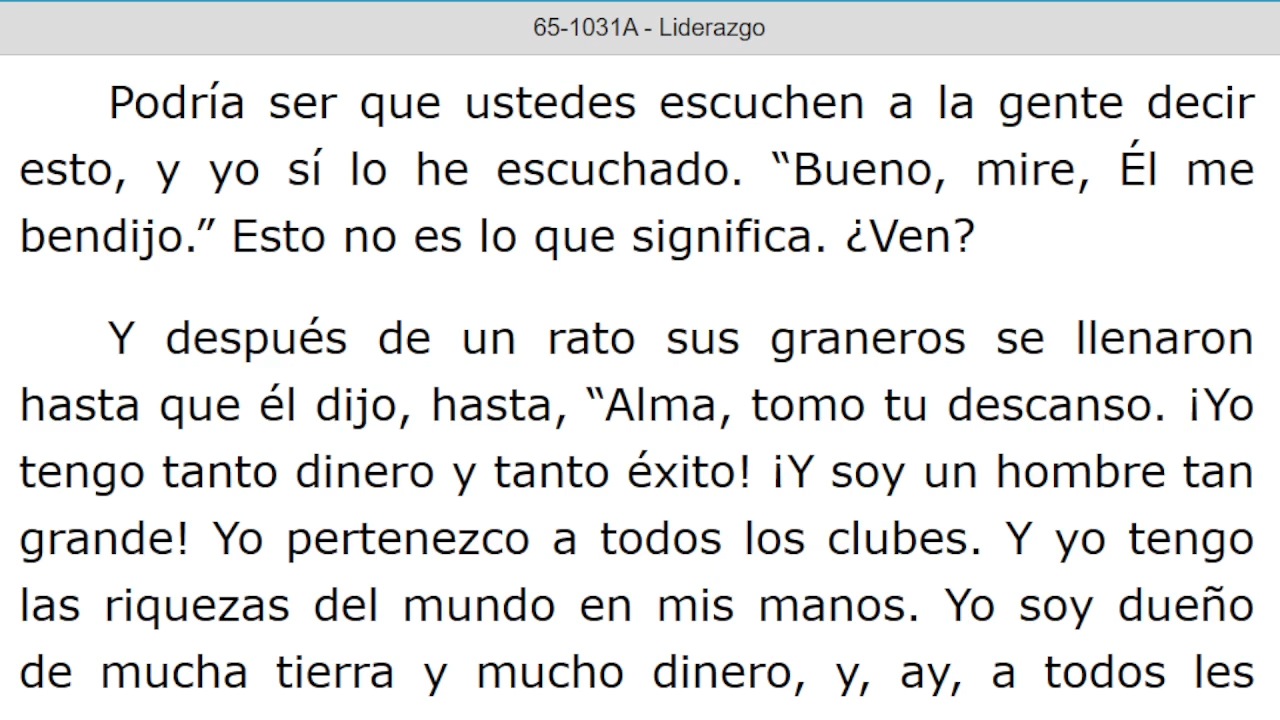 65-1031A - Liderazgo
Podría ser que ustedes escuchen a la gente decir
esto, y yo sí lo he escuchado. “Bueno, mire, Él me
bendijo.” Esto no es lo que significa. ¿Ven?
Y después de un rato sus graneros se llenaron
hasta que él dijo, hasta, “Alma, tomo tu descanso. ¡Yo
tengo tanto dinero y tanto éxito! ¡Y soy un hombre tan
grande! Yo pertenezco a todos los clubes. Y yo tengo
las riquezas del mundo en mis manos. Yo soy dueño
de mucha tierra y mucho dinero, y, ay, a todos les